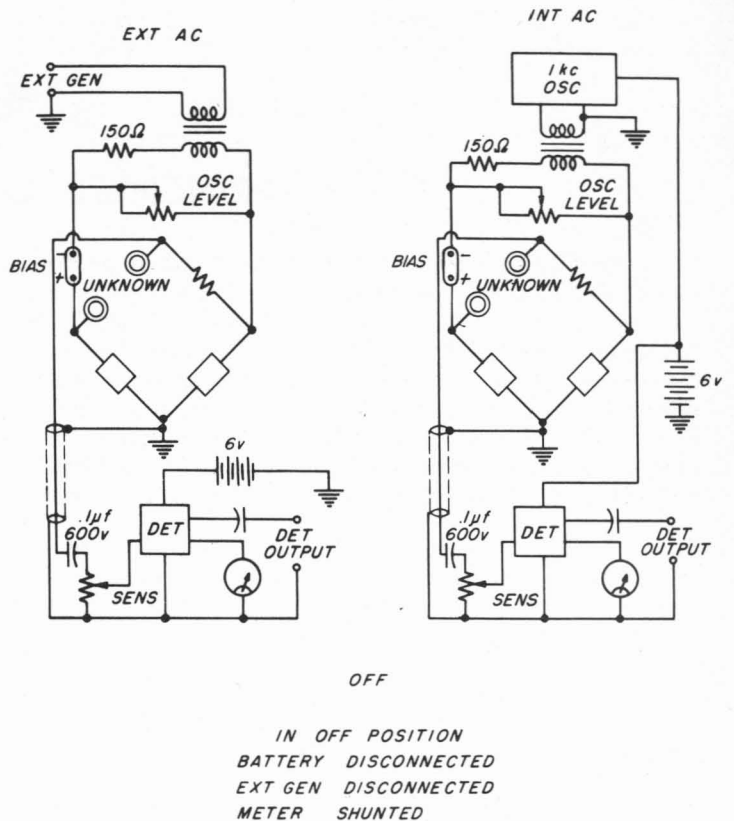 EXT AC
EXT GEN
150Ω
OSC
LEVEL
BIAS
-
+
UNKNOWN
6v
.1μf
600v
DET
DET
OUTPUT
SENS
INT AC
1kc
OSC
150Ω
OSC
LEVEL
BIAS
-
+
UNKNOWN
6v
.1μf
600v
DET
DET
OUTPUT
SENS
OFF
IN OFF POSITION
BATTERY DISCONNECTED
EXT GEN DISCONNECTED
METER SHUNTED